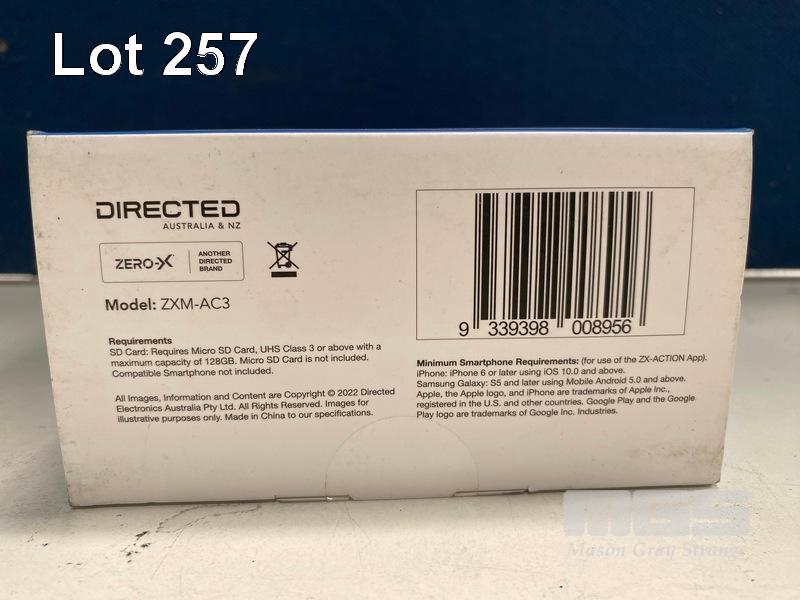 Lot 257
DIRECTED
AUSTRALIA & NZ
ZERO-X
ANOTHER
DIRECTED
BRAND
Model: ZXM-AC3
Requirements
SD Card: Requires Micro SD Card, UHS Class 3 or above with a
maximum capacity of 128GB. Micro SD Card is not included.
Compatible Smartphone not included.
All Images, Information and Content are Copyright © 2022 Directed
Electronics Australia Pty Ltd. All Rights Reserved. Images for
illustrative purposes only. Made in China to our specifications.
9 339398 008956
Minimum Smartphone Requirements: (for use of the ZX-ACTION App).
iPhone: iPhone 6 or later using iOS 10.0 and above.
Samsung Galaxy: S5 and later using Mobile Android 5.0 and above.
Apple, the Apple logo, and iPhone are trademarks of Apple Inc.,
registered in the U.S. and other countries. Google Play and the Google
Play logo are trademarks of Google Inc. Industries.
MGS
Mason Gray Strange